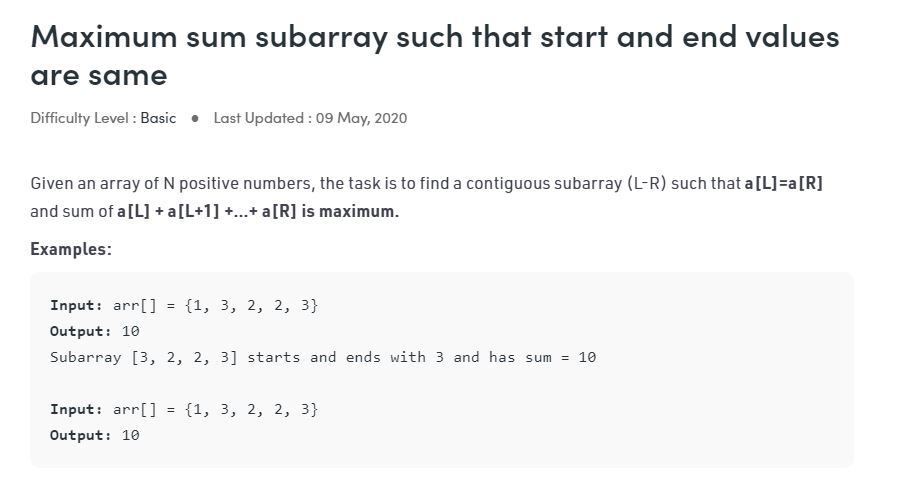 Maximum sum subarray such that start and end values
are same
Difficulty Level : Basic ● Last Updated : 09 May, 2020
Given an array of N positive numbers, the task is to find a contiguous subarray (L-R) such that a[L]=a[R]
and sum of a[L] + a[L+1] +...+ a[R] is maximum.
Examples:
Input: arr[] = {1, 3, 2, 2, 3}
Output: 10
Subarray [3, 2, 2, 3] starts and ends with 3 and has sum = 10
Input: arr[] = {1, 3, 2, 2, 3}
Output: 10